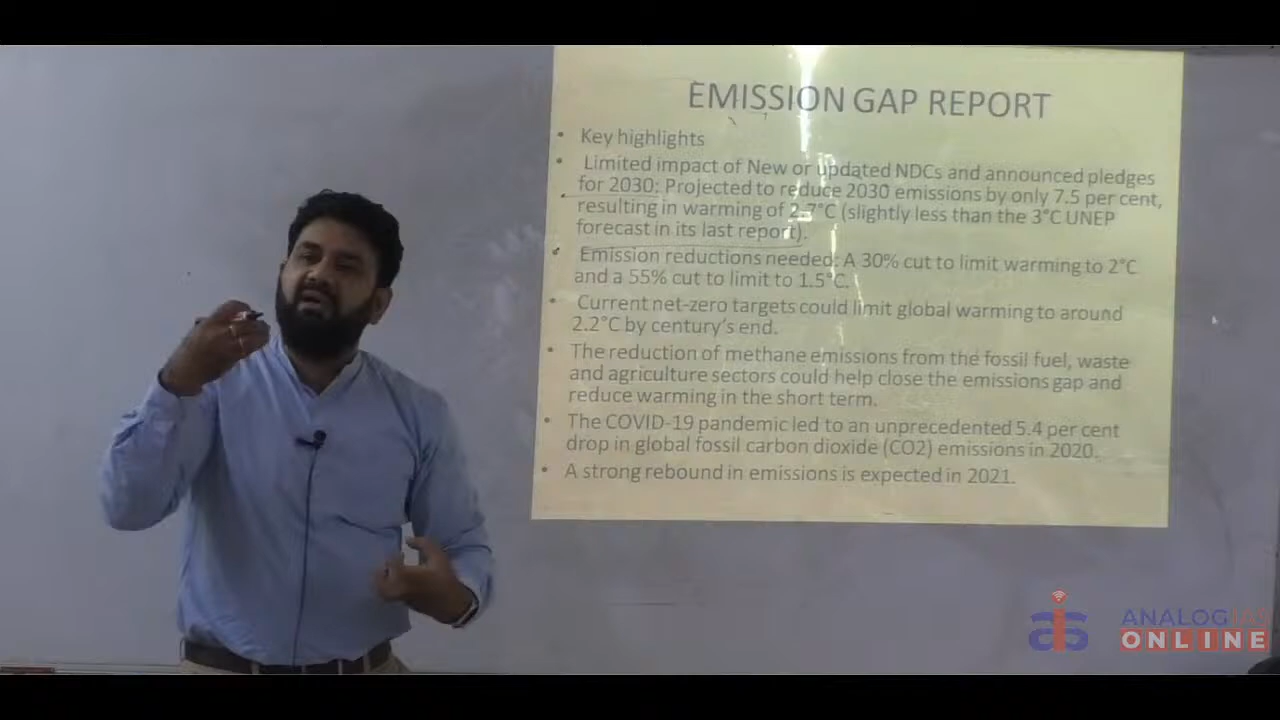 EMISSION GAP REPORT
• Key highlights
• Limited impact of New or updated NDCs and announced pledges
for 2030: Projected to reduce 2030 emissions by only 7.5 per cent,
resulting in warming of 2.7°C (slightly less than the 3°C UNEP
forecast in its last report).
• Emission reductions needed: A 30% cut to limit warming to 2°C
and a 55% cut to limit to 1.5°C.
• Current net-zero targets could limit global warming to around
2.2°C by century's end.
• The reduction of methane emissions from the fossil fuel, waste
and agriculture sectors could help close the emissions gap and
reduce warming in the short term.
• The COVID-19 pandemic led to an unprecedented 5.4 per cent
drop in global fossil carbon dioxide (CO2) emissions in 2020.
• A strong rebound in emissions is expected in 2021.
ais ANALOG IAS
ONLINE